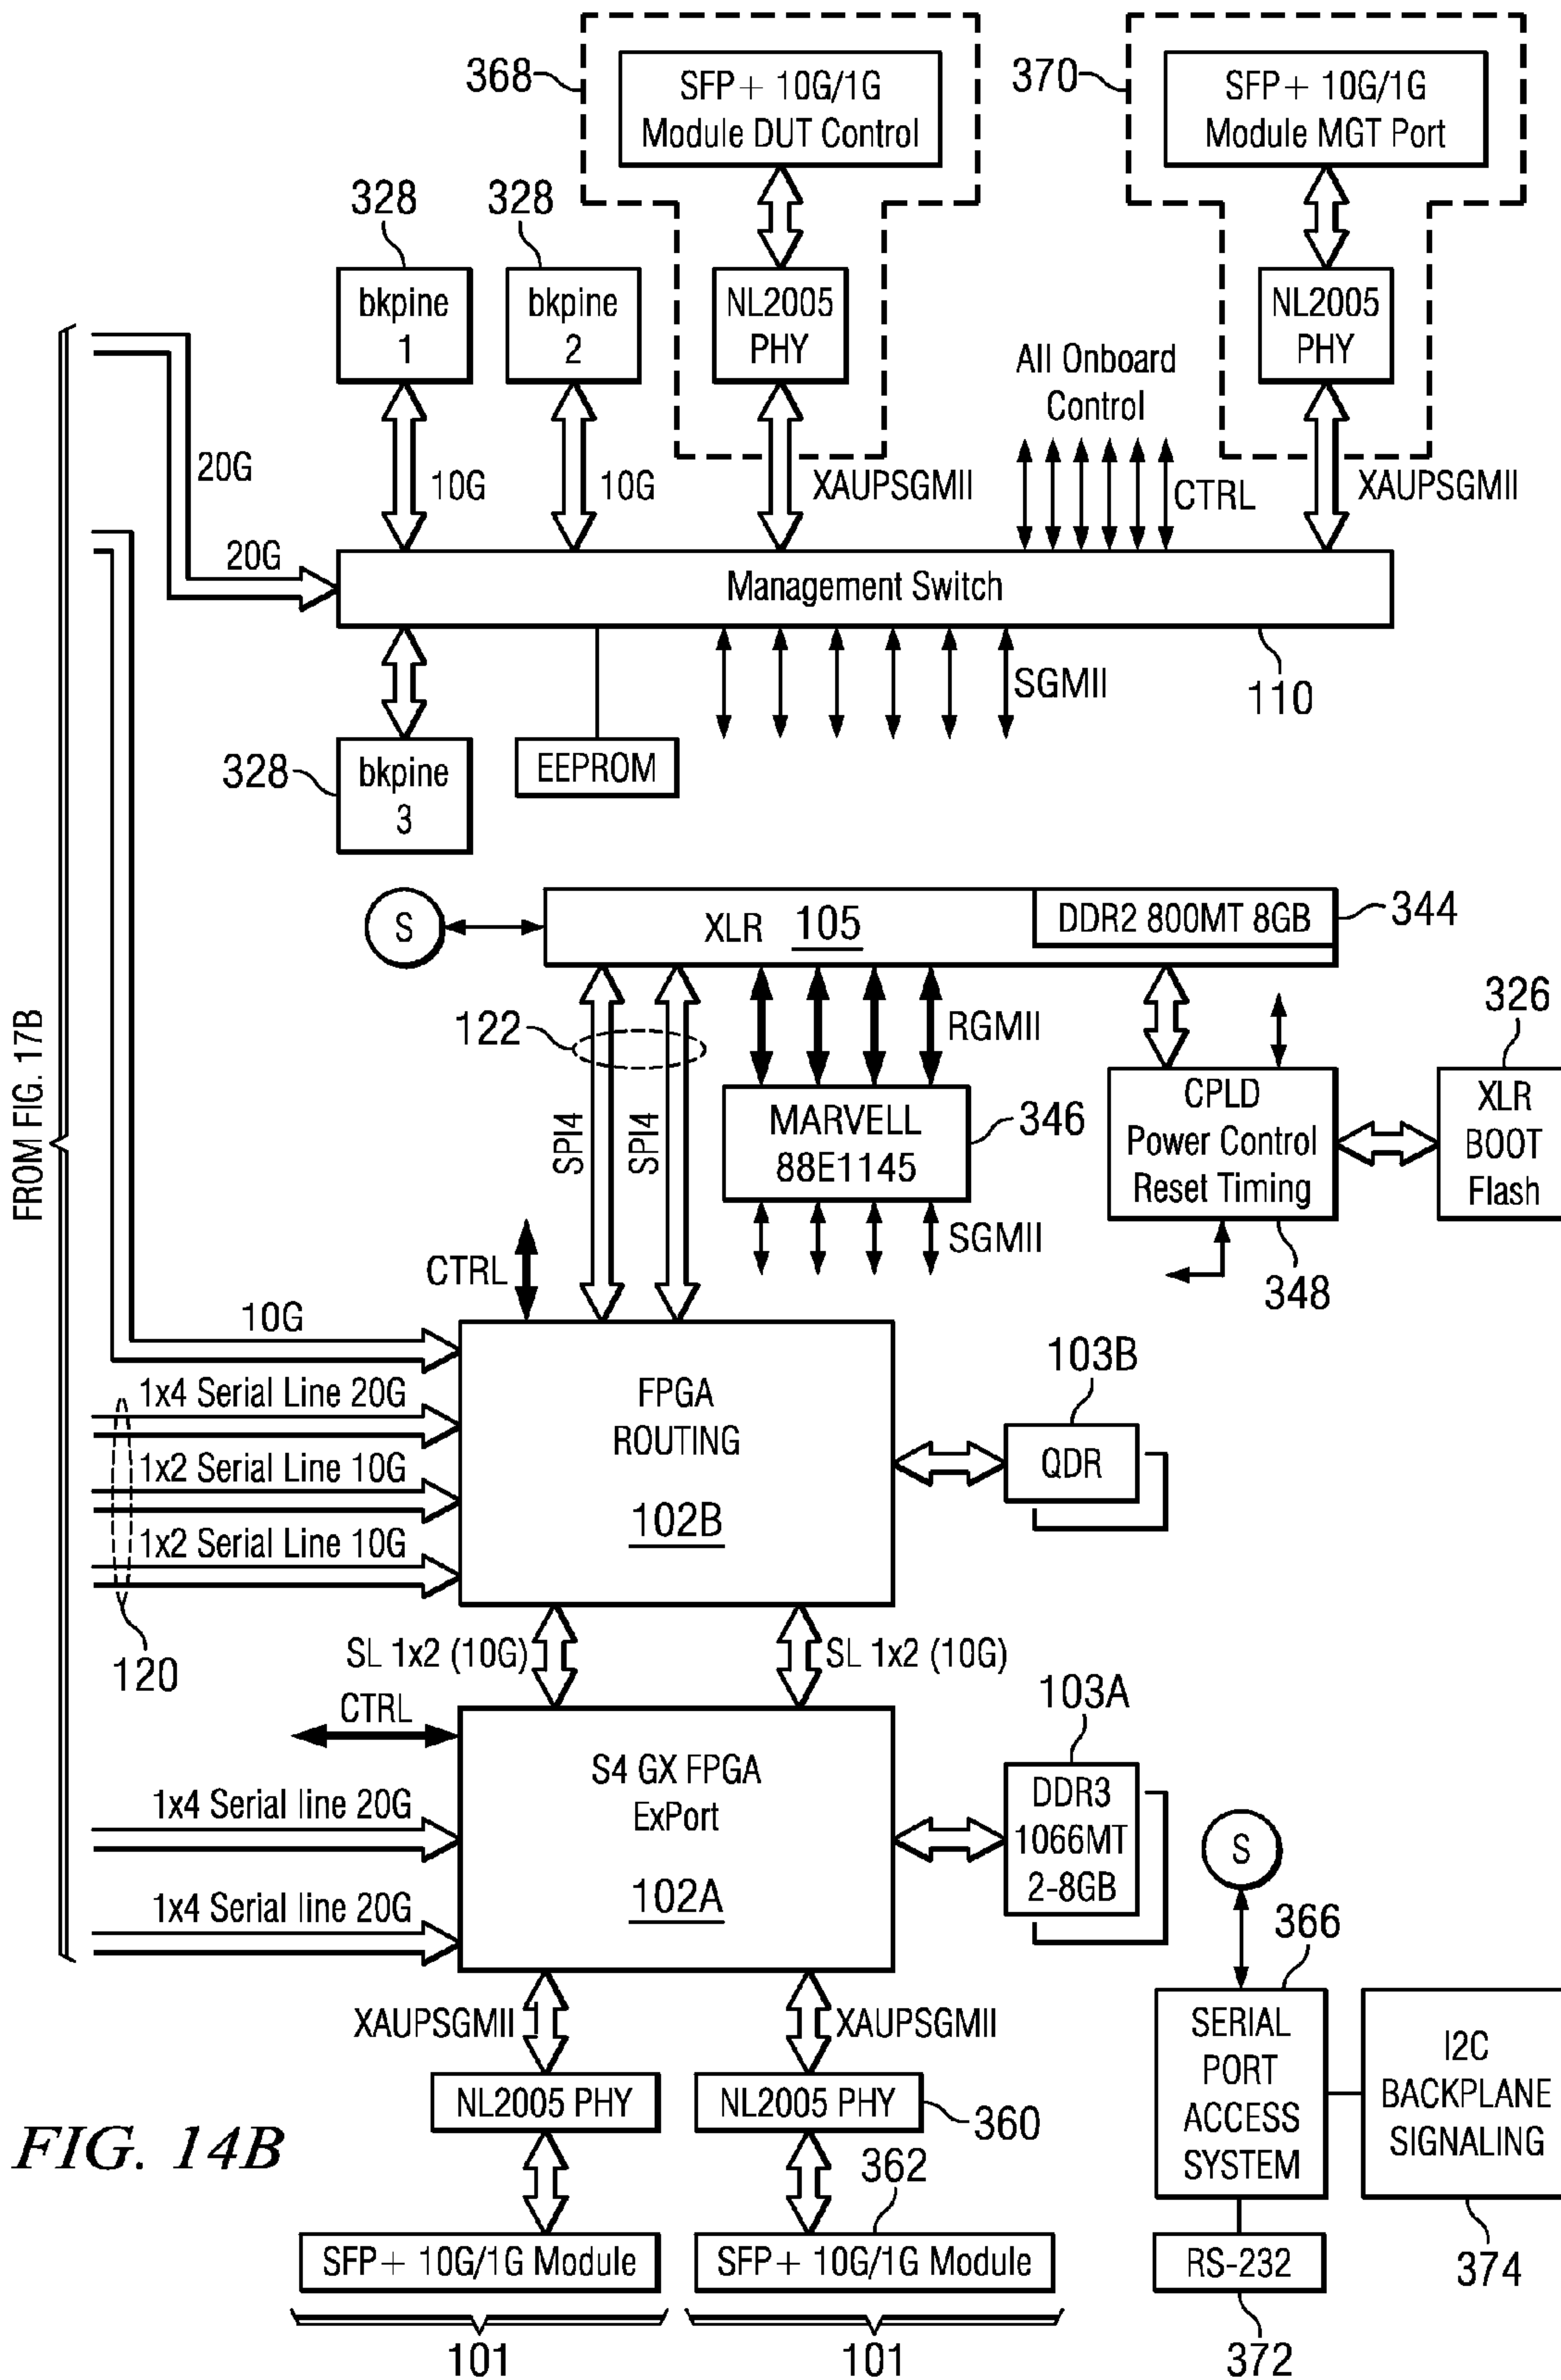 368
SFP+ 10G/1G
Module DUT Control
370
SFP+ 10G/1G
Module MGT Port
328
328
bkpine
1
bkpine
2
NL2005
PHY
All Onboard
Control
NL2005
PHY
20G
10G
10G
XAUPSGMII
CTRL
XAUPSGMII
20G
Management Switch
110
SGMII
328
bkpine
3
EEPROM
S
XLR 105
DDR2 800MT 8GB
344
FROM FIG. 17B
122
SPI4
SPI4
RGMII
MARVELL
88E1145
346
SGMII
CPLD
Power Control
Reset Timing
348
326
XLR
BOOT
Flash
CTRL
10G
1x4 Serial Line 20G
1x2 Serial Line 10G
1x2 Serial Line 10G
120
FPGA
ROUTING
102B
103B
QDR
SL 1x2 (10G)
SL 1x2 (10G)
CTRL
1x4 Serial line 20G
1x4 Serial line 20G
S4 GX FPGA
ExPort
102A
103A
DDR3
1066MT
2-8GB
S
366
SERIAL
PORT
ACCESS
SYSTEM
I2C
BACKPLANE
SIGNALING
374
RS-232
372
XAUPSGMII
XAUPSGMII
NL2005 PHY
NL2005 PHY
360
362
SFP+ 10G/1G Module
SFP+ 10G/1G Module
101
101
FIG. 14B